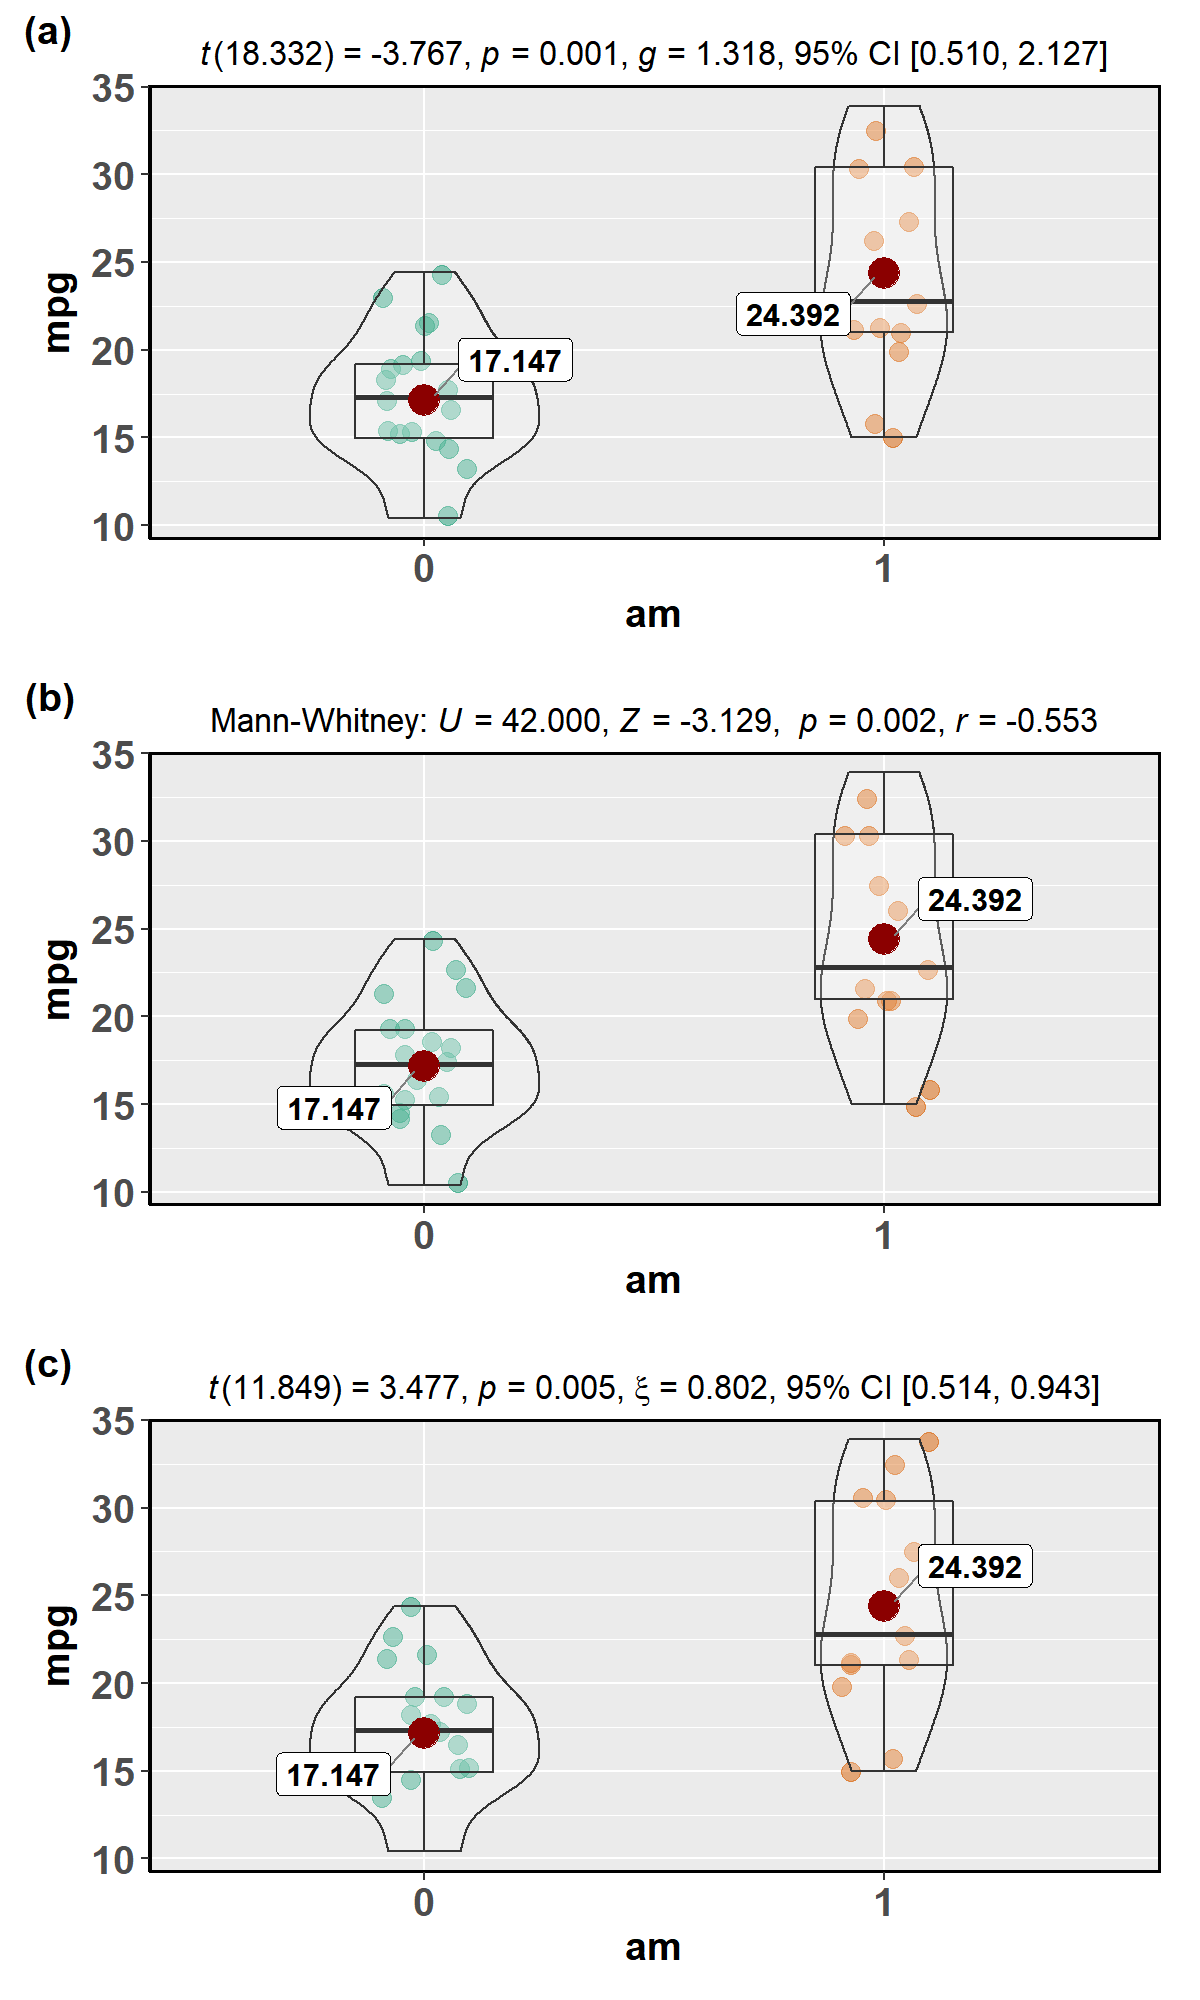 (a)
t(18.332) = -3.767, p = 0.001, g = 1.318, 95% CI [0.510, 2.127]
35
30
25
20
15
10
mpg
24.392
17.147
0 1
am
(b)
Mann-Whitney: U = 42.000, Z = -3.129, p = 0.002, r = -0.553
35
30
25
20
15
10
mpg
24.392
17.147
0 1
am
(c)
t(11.849) = 3.477, p = 0.005, ξ = 0.802, 95% CI [0.514, 0.943]
35
30
25
20
15
10
mpg
24.392
17.147
0 1
am